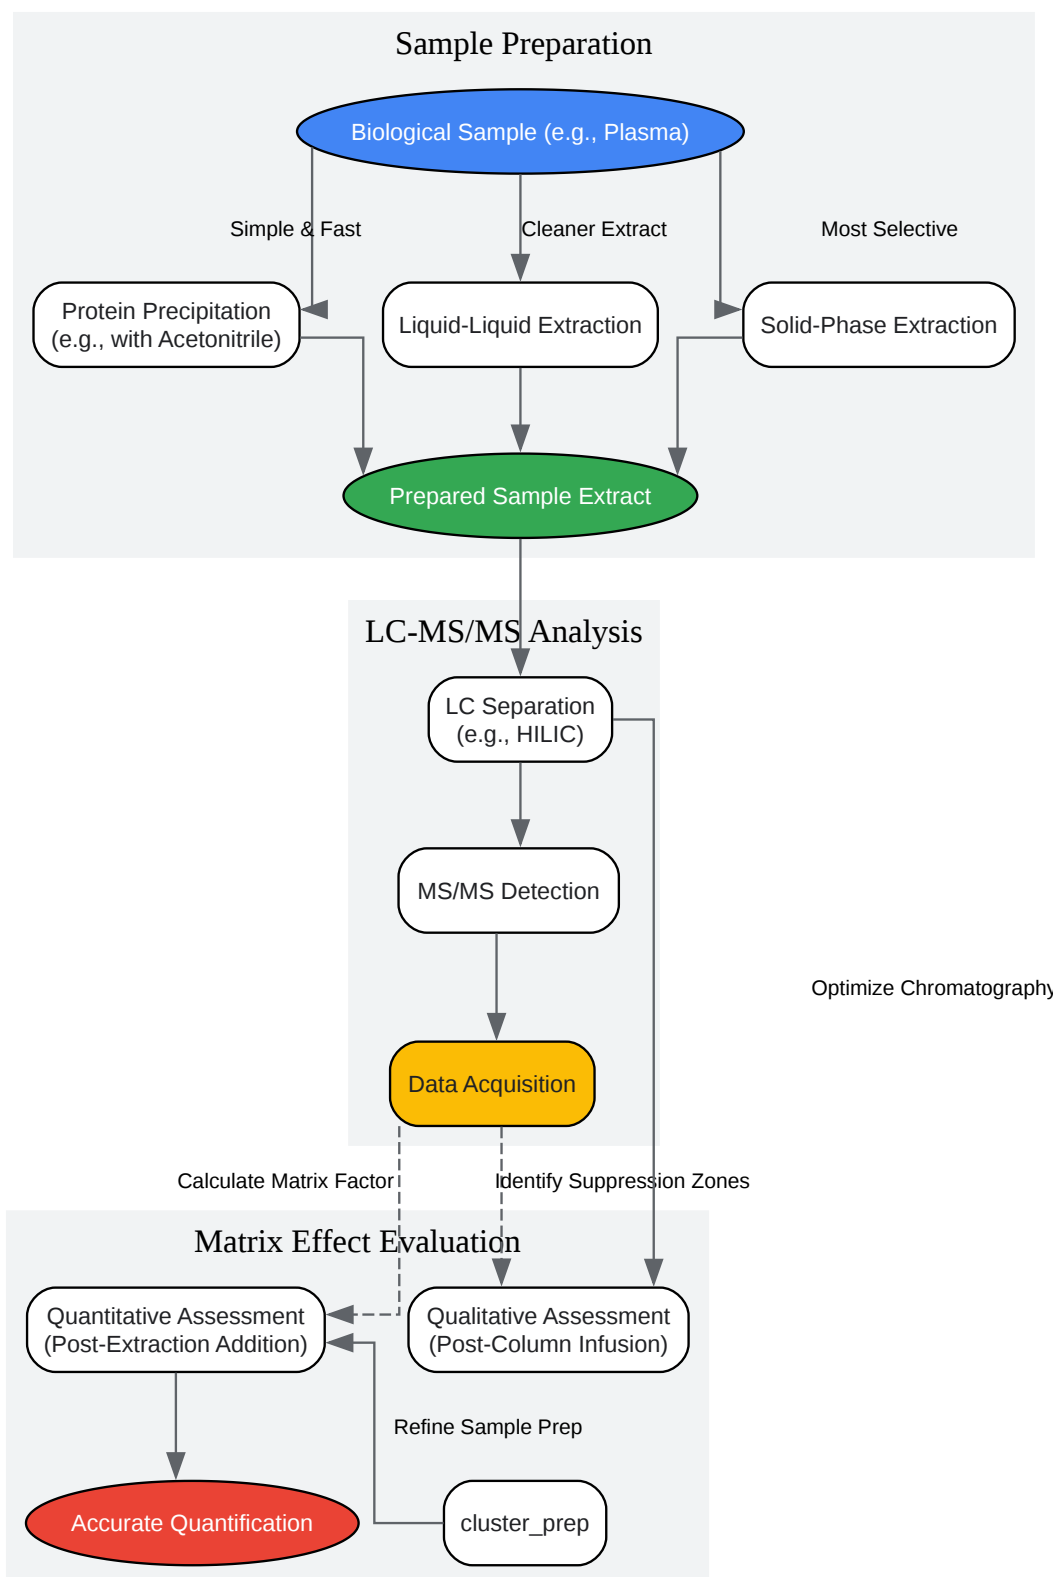 Sample Preparation
Biological Sample (e.g., Plasma)
Simple & Fast
Cleaner Extract
Most Selective
Protein Precipitation
(e.g., with Acetonitrile)
Liquid-Liquid Extraction
Solid-Phase Extraction
Prepared Sample Extract
LC-MS/MS Analysis
LC Separation
(e.g., HILIC)
MS/MS Detection
Optimize Chromatography
Data Acquisition
Calculate Matrix Factor
Identify Suppression Zones
Matrix Effect Evaluation
Quantitative Assessment
(Post-Extraction Addition)
Qualitative Assessment
(Post-Column Infusion)
Refine Sample Prep
Accurate Quantification
cluster_prep